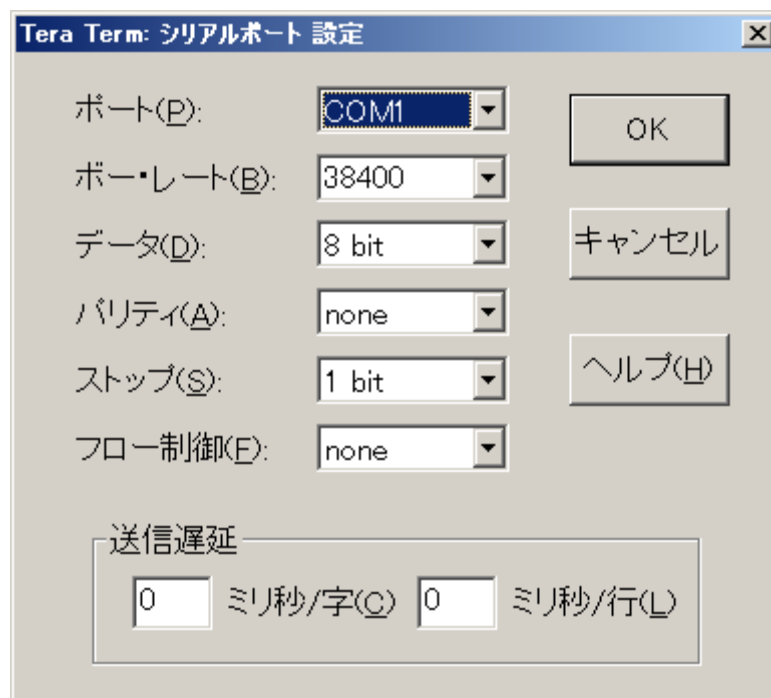 Tera Term: シリアルポート 設定
ポート(P): COM1
OK
ボー・レート(B): 38400
データ(D): 8 bit
キャンセル
パリティ(A): none
ストップ(S): 1 bit
ヘルプ(H)
フロー制御(F): none
送信遅延
0 ミリ秒/字(C) 0 ミリ秒/行(L)